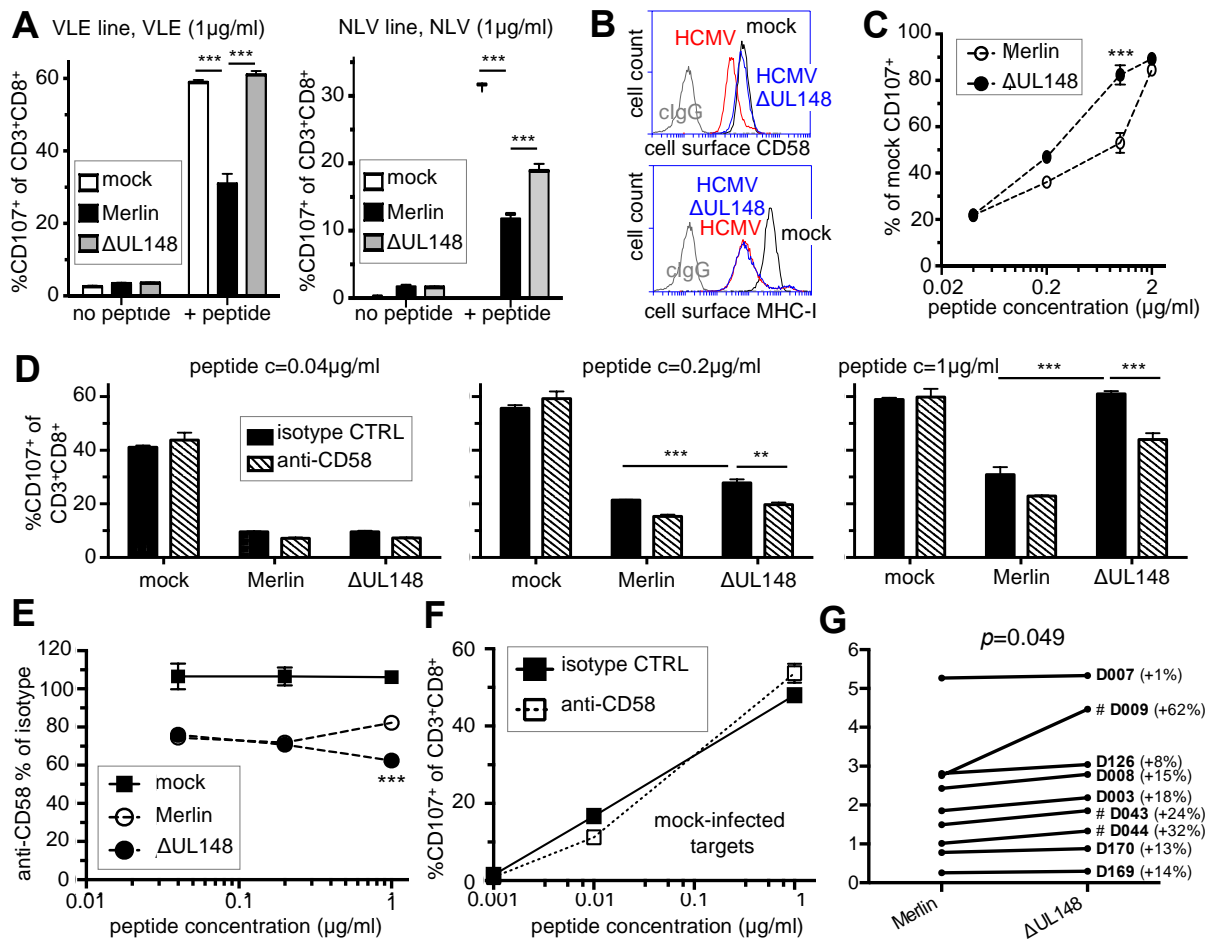 A
VLE line, VLE (1µg/ml)
%CD107⁺ of CD3⁺CD8⁺
60
40
20
0
***
***
mock
Merlin
ΔUL148
no peptide
+ peptide
NLV line, NLV (1µg/ml)
%CD107⁺ of CD3⁺CD8⁺
30
20
10
0
***
***
mock
Merlin
ΔUL148
no peptide
+ peptide
B
cell count
HCMV
mock
HCMV
ΔUL148
cIgG
cell surface CD58
cell count
HCMV
ΔUL148
HCMV
mock
cIgG
cell surface MHC-I
C
% of mock CD107⁺
100
80
60
40
20
0
Merlin
ΔUL148
***
0.02
0.2
2
peptide concentration (µg/ml)
D
%CD107⁺ of
CD3⁺CD8⁺
60
40
20
0
peptide c=0.04µg/ml
isotype CTRL
anti-CD58
mock
Merlin
ΔUL148
peptide c=0.2µg/ml
***
**
mock
Merlin
ΔUL148
peptide c=1µg/ml
***
***
mock
Merlin
ΔUL148
E
anti-CD58 % of isotype
120
100
80
60
40
20
0
mock
Merlin
ΔUL148
***
0.01
0.1
1
peptide concentration (µg/ml)
F
%CD107⁺ of CD3⁺CD8⁺
60
50
40
30
20
10
0
isotype CTRL
anti-CD58
mock-infected
targets
0.001
0.01
0.1
1
peptide concentration (µg/ml)
G
p=0.049
6
5
4
3
2
1
0
D007 (+1%)
# D009 (+62%)
D126 (+8%)
D008 (+15%)
D003 (+18%)
# D043 (+24%)
# D044 (+32%)
D170 (+13%)
D169 (+14%)
Merlin
ΔUL148